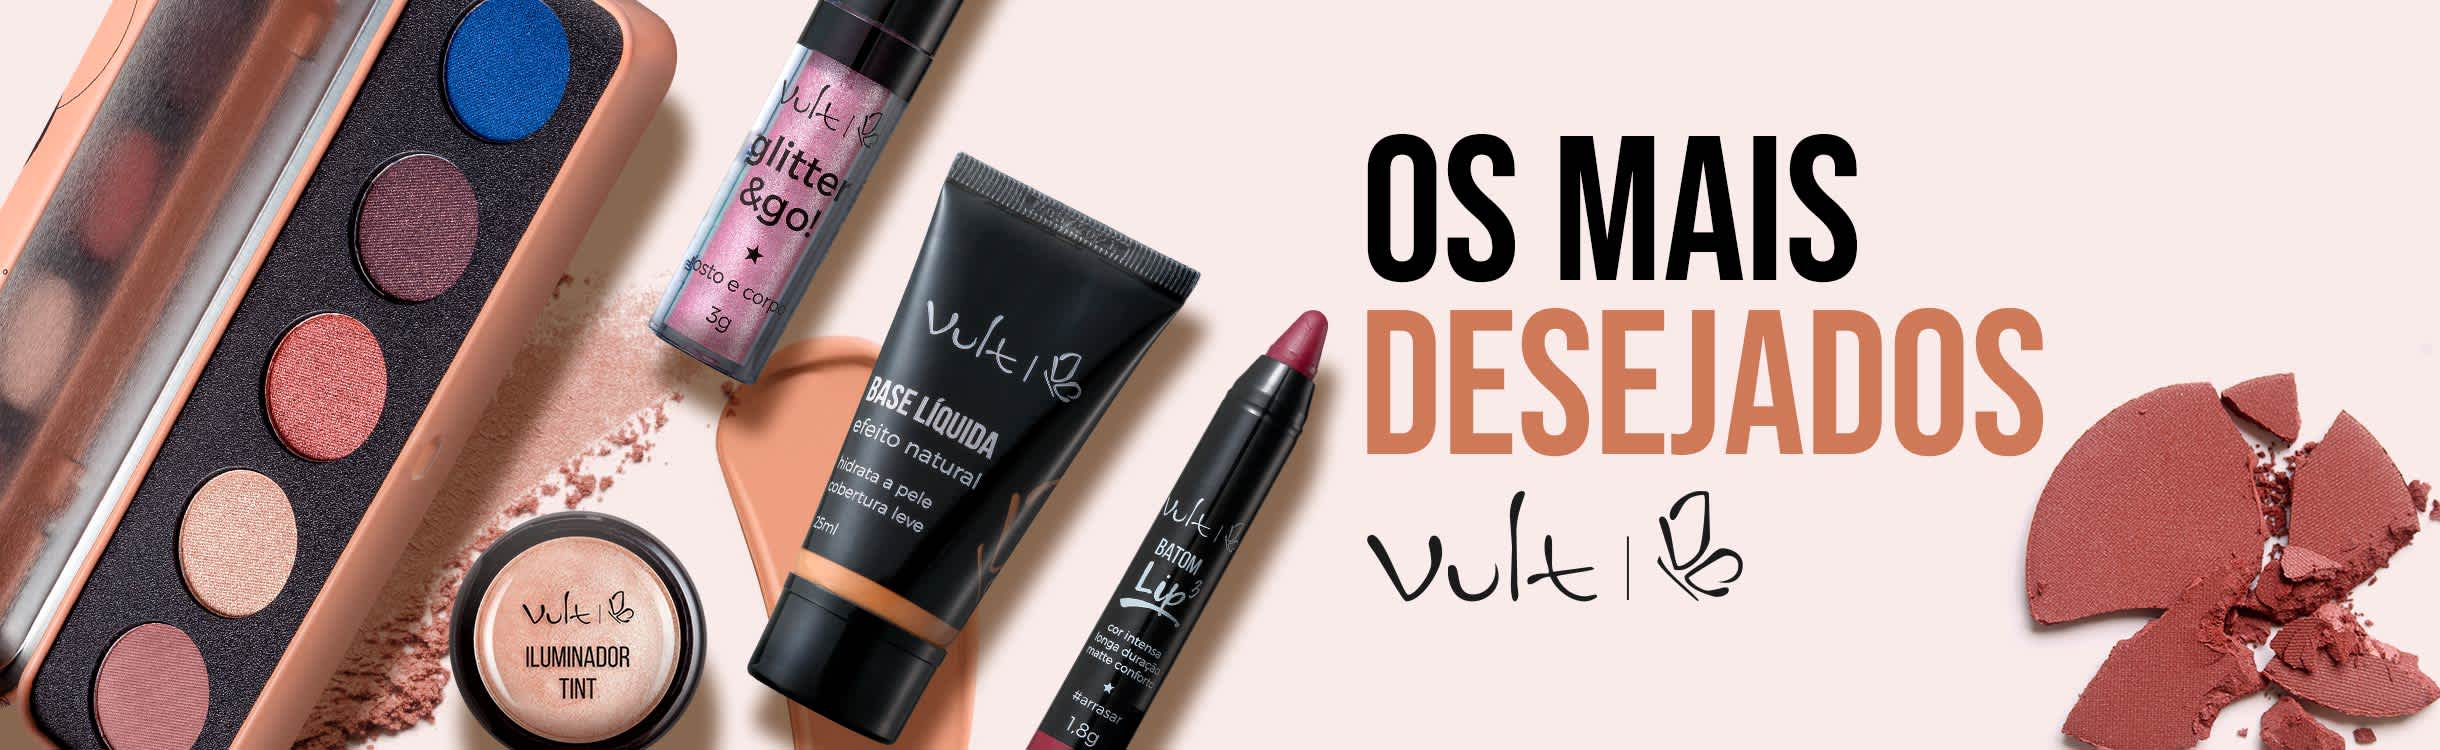 Vult
glitter
&go!
rosto e corpo
3g
Vult
BASE LÍQUIDA
efeito natural
hidrata a pele
cobertura leve
25ml
Vult
ILUMINADOR
TINT
Vult
BATOM
Lip3
cor intensa
longa duração
matte conforto
#arrasar
1,8g
OS MAIS
DESEJADOS
Vult